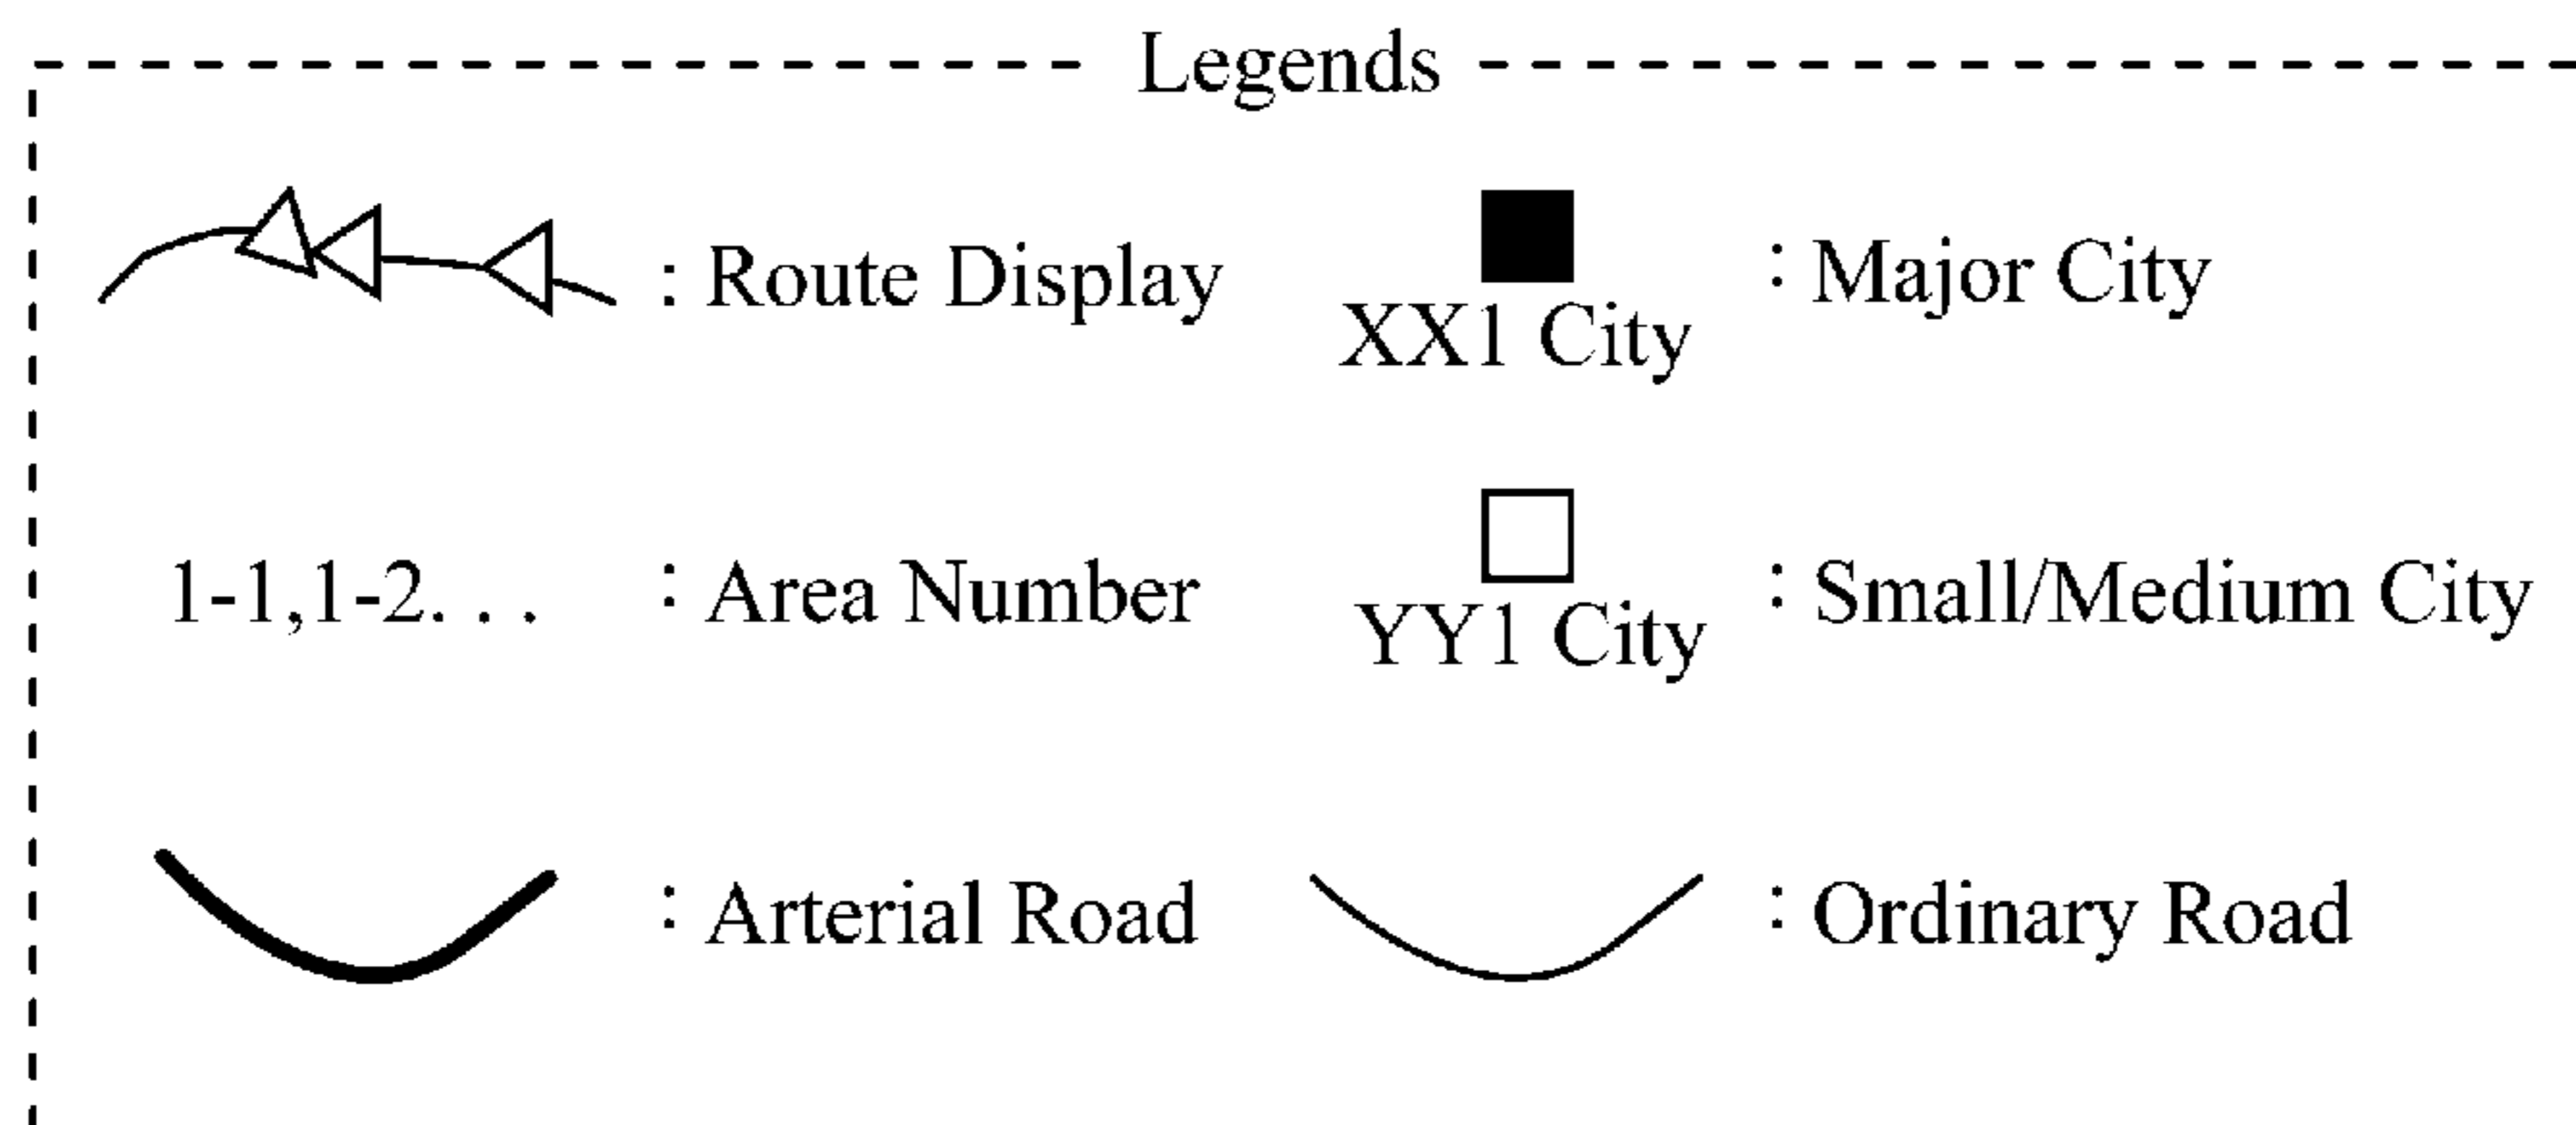 Legends
: Route Display
XX1 City
: Major City
1-1,1-2. . .
: Area Number
YY1 City
: Small/Medium City
: Arterial Road
: Ordinary Road